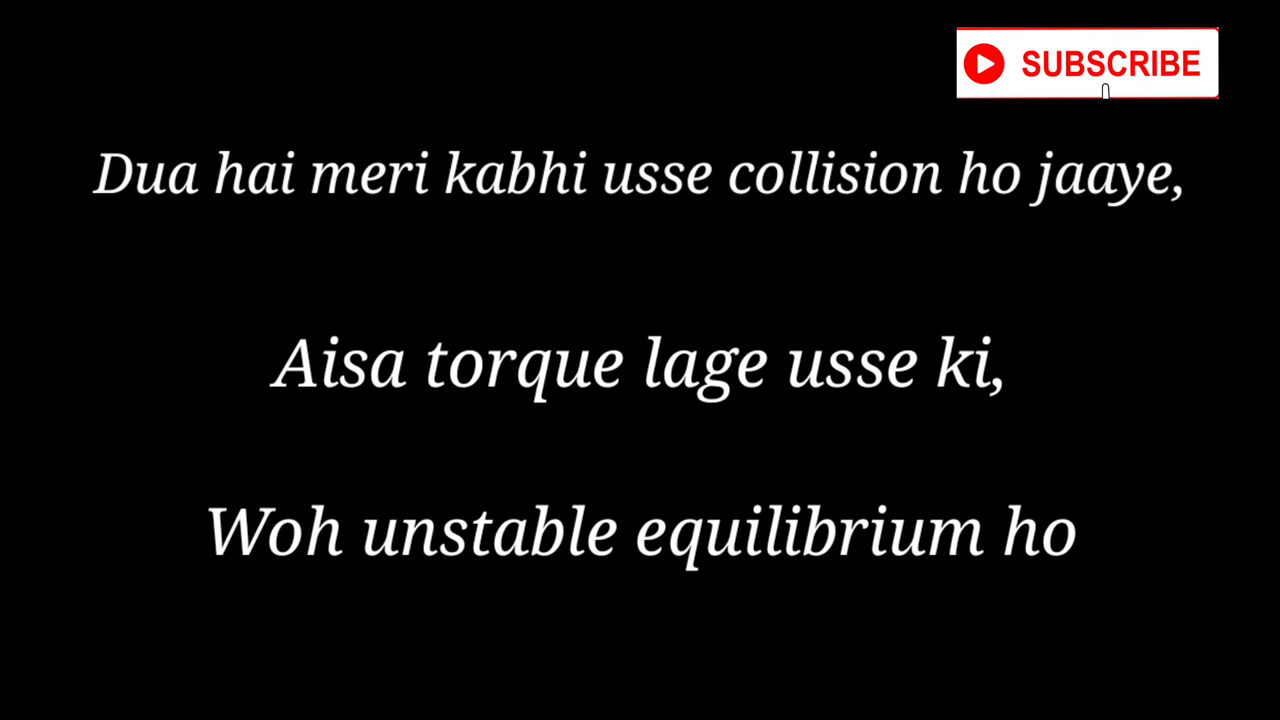 SUBSCRIBE
Dua hai meri kabhi usse collision ho jaaye,
Aisa torque lage usse ki,
Woh unstable equilibrium ho